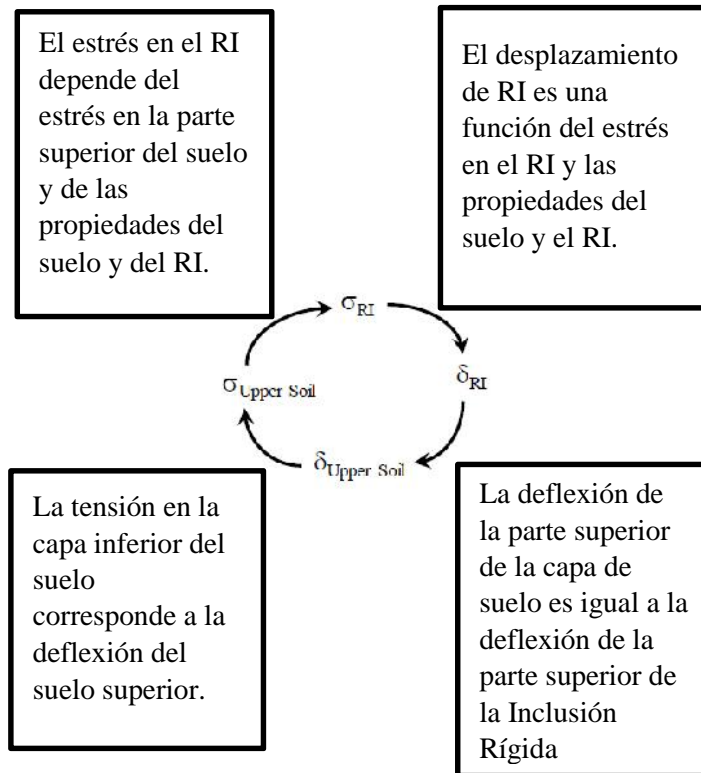 El estrés en el RI
depende del
estrés en la parte
superior del suelo
y de las
propiedades del
suelo y del RI.
El desplazamiento
de RI es una
función del estrés
en el RI y las
propiedades del
suelo y el RI.
σRI
δRI
σUpper Soil
δUpper Soil
La tensión en la
capa inferior del
suelo
corresponde a la
deflexión del
suelo superior.
La deflexión de
la parte superior
de la capa de
suelo es igual a la
deflexión de la
parte superior de
la Inclusión
Rígida